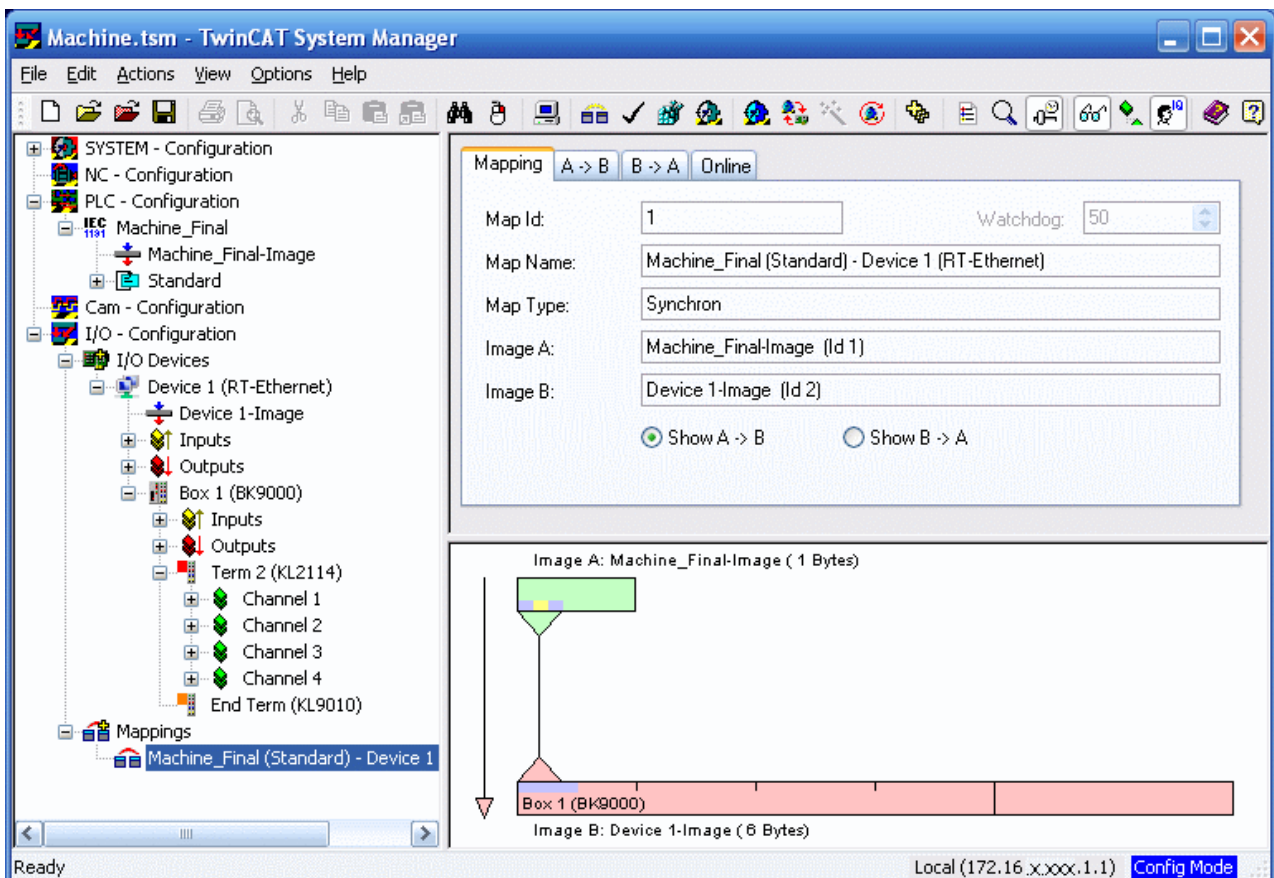 Machine.tsm - TwinCAT System Manager
File Edit Actions View Options Help
SYSTEM - Configuration
NC - Configuration
PLC - Configuration
IEC
1131
Machine_Final
Machine_Final-Image
Standard
Cam - Configuration
I/O - Configuration
I/O Devices
Device 1 (RT-Ethernet)
Device 1-Image
Inputs
Outputs
Box 1 (BK9000)
Inputs
Outputs
Term 2 (KL2114)
Channel 1
Channel 2
Channel 3
Channel 4
End Term (KL9010)
Mappings
Machine_Final (Standard) - Device 1
Mapping A -> B B -> A Online
Map Id: 1 Watchdog: 50
Map Name: Machine_Final (Standard) - Device 1 (RT-Ethernet)
Map Type: Synchron
Image A: Machine_Final-Image (Id 1)
Image B: Device 1-Image (Id 2)
Show A -> B Show B -> A
Image A: Machine_Final-Image ( 1 Bytes)
Box 1 (BK9000)
Image B: Device 1-Image ( 6 Bytes)
Ready Local (172.16.x.xxx.1.1) Config Mode